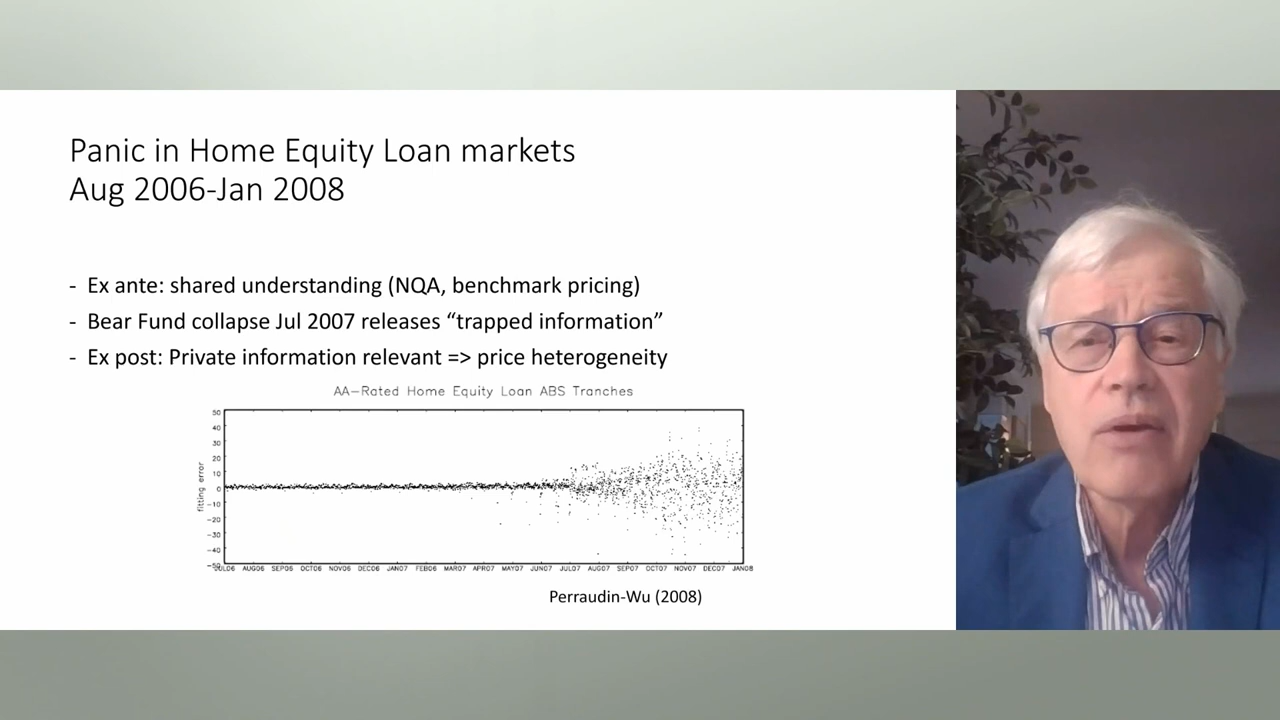 Panic in Home Equity Loan markets
Aug 2006-Jan 2008
- Ex ante: shared understanding (NQA, benchmark pricing)
- Bear Fund collapse Jul 2007 releases “trapped information”
- Ex post: Private information relevant => price heterogeneity
AA-Rated Home Equity Loan ABS Tranches
fitting error
50
40
30
20
10
0
-10
-20
-30
-40
-50
JUL06 AUG06 SEP06 OCT06 NOV06 DEC06 JAN07 FEB06 MAR07 APR07 MAY07 JUN07 JUL07 AUG07 SEP07 OCT07 NOV07 DEC07 JAN08
Perraudin-Wu (2008)